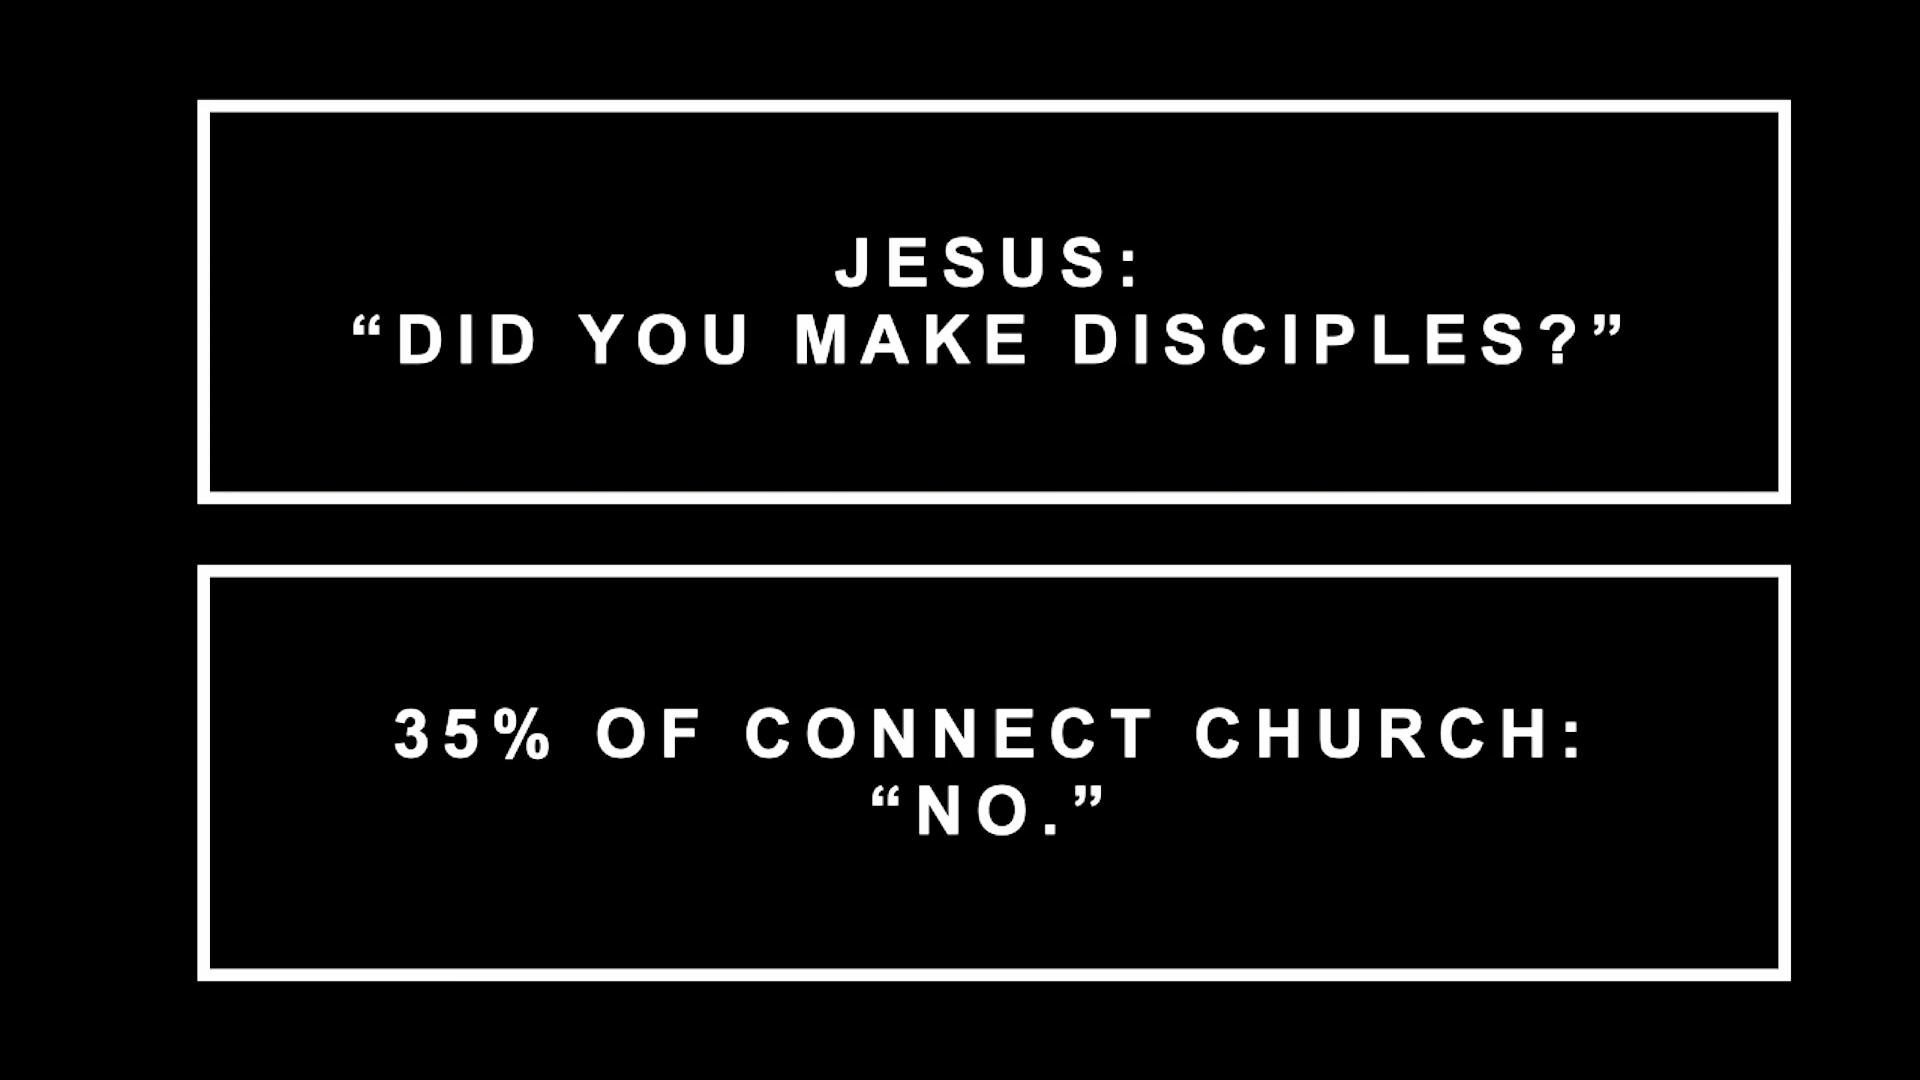 JESUS:
“DID YOU MAKE DISCIPLES?”
35% OF CONNECT CHURCH:
“NO.”